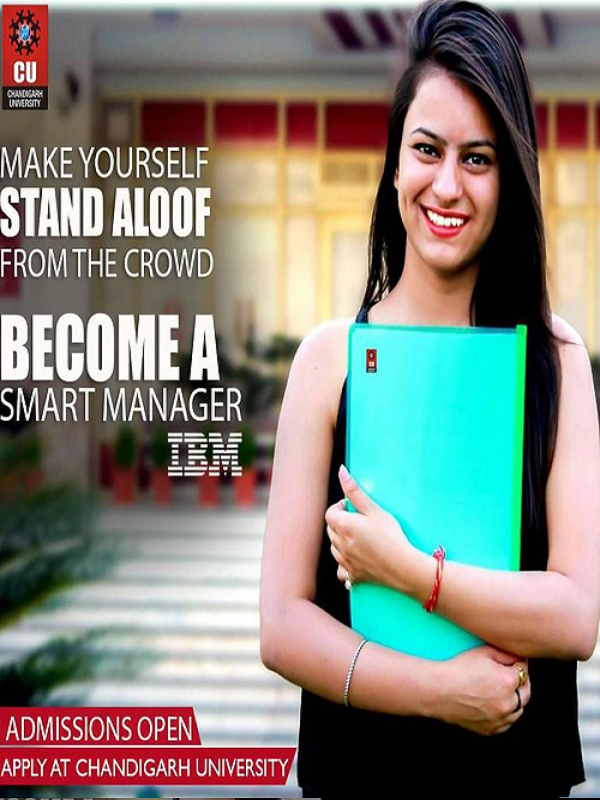 CU
CHANDIGARH
UNIVERSITY
MAKE YOURSELF
STAND ALOOF
FROM THE CROWD
BECOME A
SMART MANAGER
IBM
CU
ADMISSIONS OPEN
APPLY AT CHANDIGARH UNIVERSITY